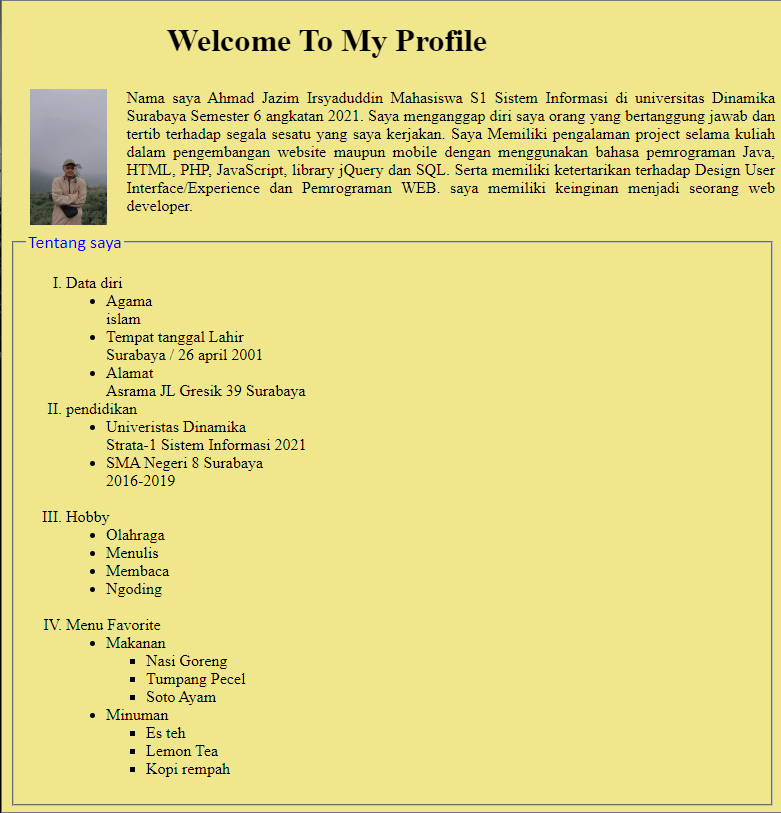 Welcome To My Profile
Nama saya Ahmad Jazim Irsyaduddin Mahasiswa S1 Sistem Informasi di universitas Dinamika
Surabaya Semester 6 angkatan 2021. Saya menganggap diri saya orang yang bertanggung jawab dan
tertib terhadap segala sesatu yang saya kerjakan. Saya Memiliki pengalaman project selama kuliah
dalam pengembangan website maupun mobile dengan menggunakan bahasa pemrograman Java,
HTML, PHP, JavaScript, library jQuery dan SQL. Serta memiliki ketertarikan terhadap Design User
Interface/Experience dan Pemrograman WEB. saya memiliki keinginan menjadi seorang web
developer.
Tentang saya
I. Data diri
• Agama
islam
• Tempat tanggal Lahir
Surabaya / 26 april 2001
• Alamat
Asrama JL Gresik 39 Surabaya
II. pendidikan
• Univeristas Dinamika
Strata-1 Sistem Informasi 2021
• SMA Negeri 8 Surabaya
2016-2019
III. Hobby
• Olahraga
• Menulis
• Membaca
• Ngoding
IV. Menu Favorite
• Makanan
▪ Nasi Goreng
▪ Tumpang Pecel
▪ Soto Ayam
• Minuman
▪ Es teh
▪ Lemon Tea
▪ Kopi rempah